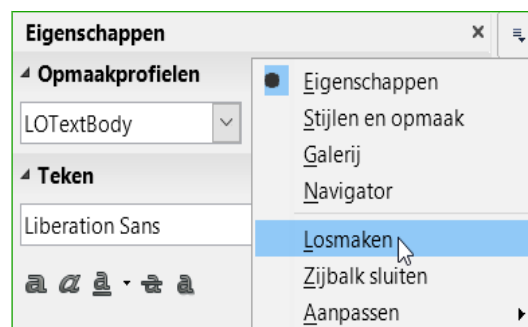 Eigenschappen
Opmaakprofielen
LOTextBody
Teken
Liberation Sans
a a a a a
Eigenschappen
Stijlen en opmaak
Galerij
Navigator
Losmaken
Zijbalk sluiten
Aanpassen